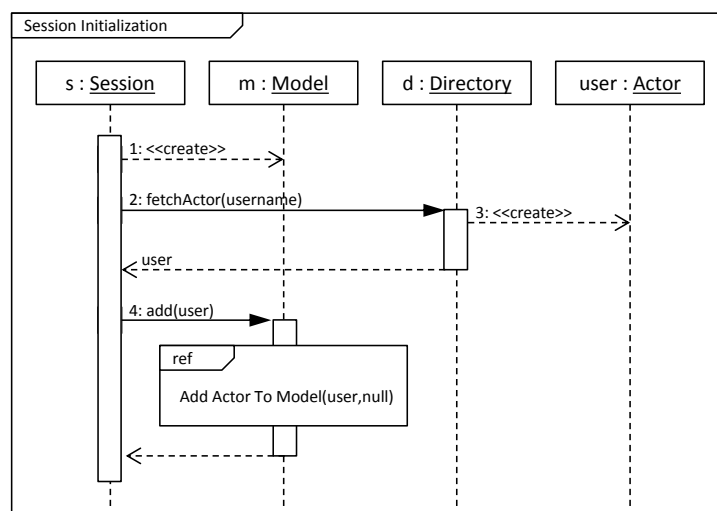 Session Initialization
s : Session
m : Model
d : Directory
user : Actor
1: <<create>>
2: fetchActor(username)
3: <<create>>
user
4: add(user)
ref
Add Actor To Model(user,null)